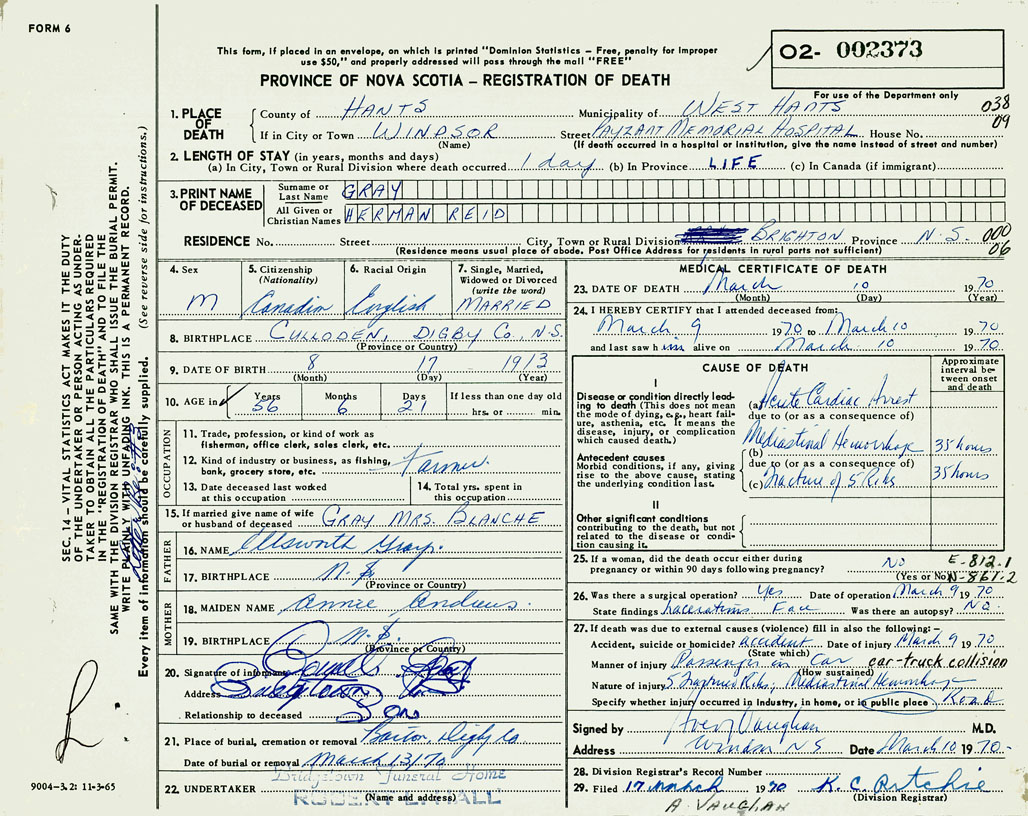 FORM 6
This form, if placed in an envelope, on which is printed "Dominion Statistics – Free, penalty for improper
use $50," and properly addressed will pass through the mail "FREE"
PROVINCE OF NOVA SCOTIA – REGISTRATION OF DEATH
O2- 002373
For use of the Department only
1. PLACE OF DEATH
County of HANTS Municipality of WEST HANTS 038
If in City or Town WINDSOR Street PAYZANT MEMORIAL HOSPITAL House No. 09
(Name) (If death occurred in a hospital or institution, give the name instead of street and number)
2. LENGTH OF STAY (in years, months and days)
(a) In City, Town or Rural Division where death occurred 1 day (b) In Province LIFE (c) In Canada (if immigrant)
3. PRINT NAME OF DECEASED
Surname or Last Name GRAY
All Given or Christian Names HERMAN REID
RESIDENCE No. Street City, Town or Rural Division BRIGHTON Province N.S. 000
(Residence means usual place of abode. Post Office Address for residents in rural parts not sufficient) 06
4. Sex M
5. Citizenship (Nationality) Canadin
6. Racial Origin English
7. Single, Married, Widowed or Divorced (write the word) MARRIED
8. BIRTHPLACE CULLODEN, DIGBY CO., N.S.
(Province or Country)
9. DATE OF BIRTH 8 17 1913
(Month) (Day) (Year)
10. AGE in Years 56 Months 6 Days 21 If less than one day old
hrs. or min.
OCCUPATION
11. Trade, profession, or kind of work as
fisherman, office clerk, sales clerk, etc.
12. Kind of industry or business, as fishing,
bank, grocery store, etc. Farmer.
13. Date deceased last worked at this occupation
14. Total yrs. spent in this occupation
15. If married give name of wife
or husband of deceased GRAY MRS. BLANCHE
FATHER
16. NAME Ellsworth Gray.
17. BIRTHPLACE N.S.
(Province or Country)
MOTHER
18. MAIDEN NAME Annie Andrews.
19. BIRTHPLACE N.S.
(Province or Country)
20. Signature of informant
Address
Relationship to deceased Son
21. Place of burial, cremation or removal Barton, Digby Co
Date of burial or removal March 13/70
Bridgetown Funeral Home
22. UNDERTAKER
(Name and address)
MEDICAL CERTIFICATE OF DEATH
23. DATE OF DEATH March 10 1970
(Month) (Day) (Year)
24. I HEREBY CERTIFY that I attended deceased from:
March 9 1970 to March 10 1970
and last saw him alive on March 10 1970
CAUSE OF DEATH
Approximate interval between onset and death
I
Disease or condition directly leading to death (This does not mean the mode of dying, e.g., heart failure, asthenia, etc. It means the disease, injury, or complication which caused death.)
(a) Acute Cardiac Arrest
due to (or as a consequence of)
Antecedent causes
Morbid conditions, if any, giving rise to the above cause, stating the underlying condition last.
(b) Mediastinal Hemorrhage 35 hours
due to (or as a consequence of)
(c) Fracture of 5 Ribs 35 hours
II
Other significant conditions
contributing to the death, but not related to the disease or condition causing it.
25. If a woman, did the death occur either during
pregnancy or within 90 days following pregnancy? NO E-812.1
(Yes or No) N-861.2
26. Was there a surgical operation? Yes Date of operation March 9 1970
State findings Lacerations Face Was there an autopsy? NO
27. If death was due to external causes (violence) fill in also the following: –
Accident, suicide or homicide? accident Date of injury March 9 1970
(State which)
Manner of injury Passenger in Car car-truck collision
(How sustained)
Nature of injury 5 Fractured Ribs, Mediastinal Hemorrhage
Specify whether injury occurred in industry, in home, or in public place Road
Signed by Vaughan M.D.
Address Windsor N S Date March 10 1970-
28. Division Registrar's Record Number
29. Filed 17 March 1970 K. C. Ritchie
(Division Registrar)
A. VAUGHAN
SEC. 14 – VITAL STATISTICS ACT MAKES IT THE DUTY
OF THE UNDERTAKER OR PERSON ACTING AS UNDER-
TAKER TO OBTAIN ALL THE PARTICULARS REQUIRED
IN THE "REGISTRATION OF DEATH" AND TO FILE THE
SAME WITH THE DIVISION REGISTRAR WHO SHALL ISSUE THE BURIAL PERMIT.
WRITE PLAINLY WITH UNFADING INK. THIS IS A PERMANENT RECORD.
Every item of information should be carefully supplied. (See reverse side for instructions.)
9004–3.2: 11-3-65